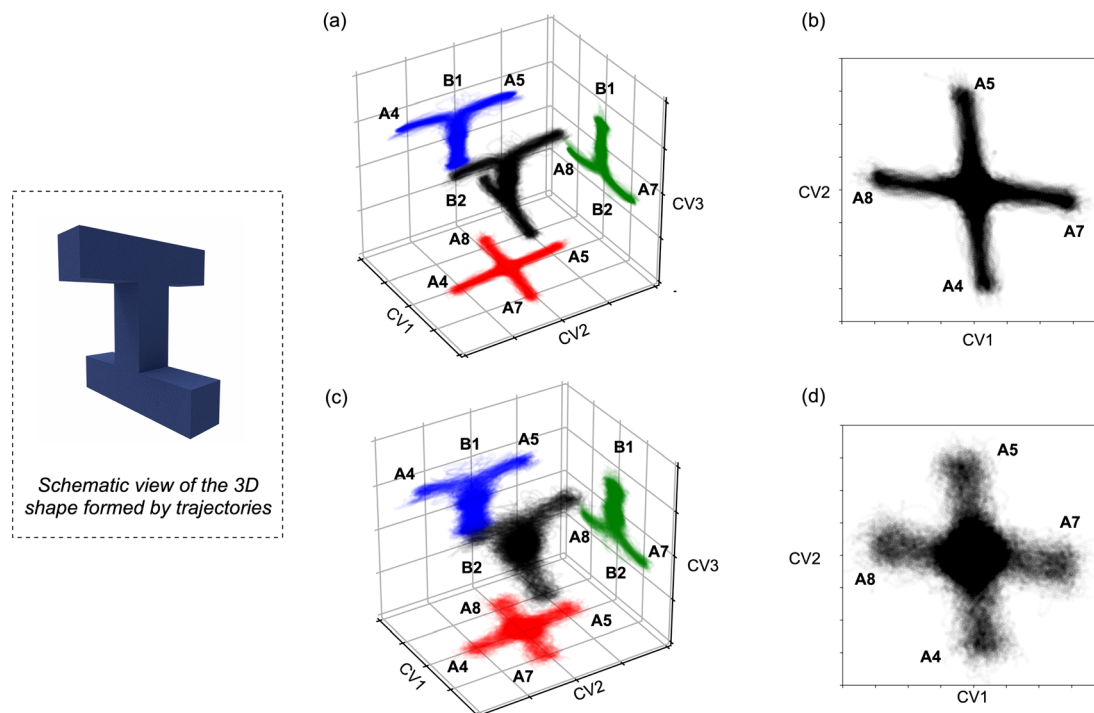 (a)
B1
A5
A4
B1
A8
A7
B2
B2
CV3
A8
A5
A4
A7
CV1
CV2
(b)
A5
CV2
A8
A7
A4
CV1
Schematic view of the 3D
shape formed by trajectories
(c)
B1
A5
A4
B1
A8
A7
B2
B2
CV3
A8
A5
A4
A7
CV1
CV2
(d)
A5
A7
CV2
A8
A4
CV1